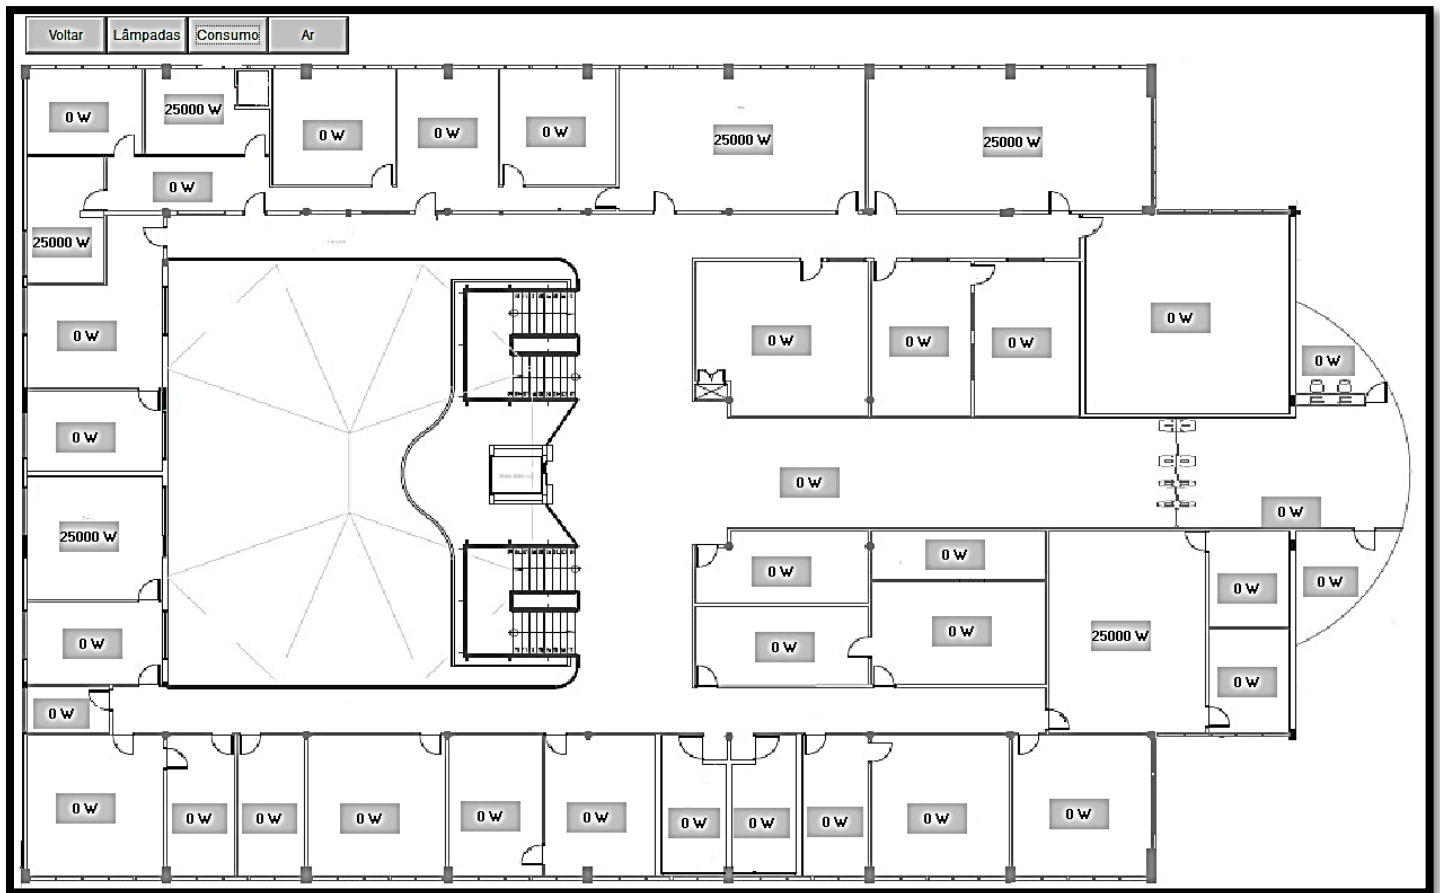 Voltar Lâmpadas Consumo Ar
0 W 25000 W 0 W 0 W 0 W 25000 W 25000 W
0 W
25000 W
0 W 0 W 0 W 0 W 0 W 0 W
0 W
0 W 0 W
25000 W 0 W
0 W 0 W 0 W 0 W
0 W 0 W 0 W 25000 W
0 W 0 W
0 W 0 W 0 W 0 W 0 W 0 W 0 W 0 W 0 W 0 W 0 W